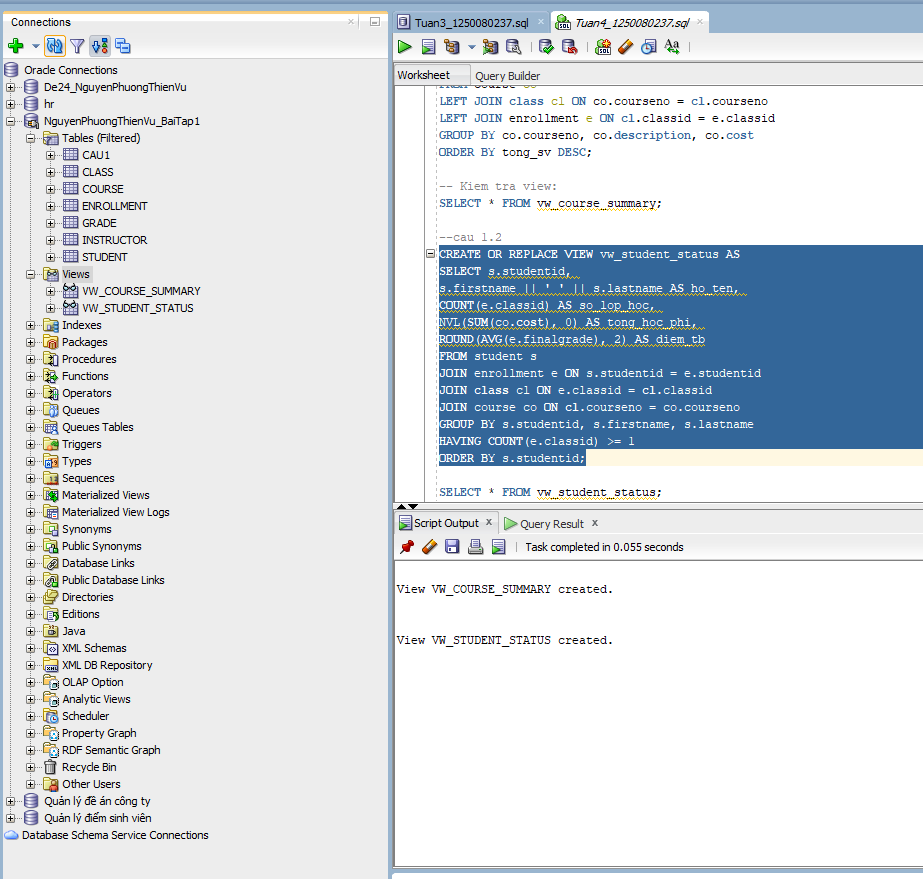 Connections
Oracle Connections
De24_NguyenPhuongThienVu
hr
NguyenPhuongThienVu_BaiTap1
Tables (Filtered)
CAU1
CLASS
COURSE
ENROLLMENT
GRADE
INSTRUCTOR
STUDENT
Views
VW_COURSE_SUMMARY
VW_STUDENT_STATUS
Indexes
Packages
Procedures
Functions
Operators
Queues
Queues Tables
Triggers
Types
Sequences
Materialized Views
Materialized View Logs
Synonyms
Public Synonyms
Database Links
Public Database Links
Directories
Editions
Java
XML Schemas
XML DB Repository
OLAP Option
Analytic Views
Scheduler
Property Graph
RDF Semantic Graph
Recycle Bin
Other Users
Quản lý đề án công ty
Quản lý điểm sinh viên
Database Schema Service Connections
Tuan3_1250080237.sql
Tuan4_1250080237.sql
Worksheet
Query Builder
FROM course co
LEFT JOIN class cl ON co.courseno = cl.courseno
LEFT JOIN enrollment e ON cl.classid = e.classid
GROUP BY co.courseno, co.description, co.cost
ORDER BY tong_sv DESC;
-- Kiem tra view:
SELECT * FROM vw_course_summary;
--cau 1.2
CREATE OR REPLACE VIEW vw_student_status AS
SELECT s.studentid,
s.firstname || ' ' || s.lastname AS ho_ten,
COUNT(e.classid) AS so_lop_hoc,
NVL(SUM(co.cost), 0) AS tong_hoc_phi,
ROUND(AVG(e.finalgrade), 2) AS diem_tb
FROM student s
JOIN enrollment e ON s.studentid = e.studentid
JOIN class cl ON e.classid = cl.classid
JOIN course co ON cl.courseno = co.courseno
GROUP BY s.studentid, s.firstname, s.lastname
HAVING COUNT(e.classid) >= 1
ORDER BY s.studentid;
SELECT * FROM vw_student_status;
Script Output
Query Result
Task completed in 0.055 seconds
View VW_COURSE_SUMMARY created.
View VW_STUDENT_STATUS created.